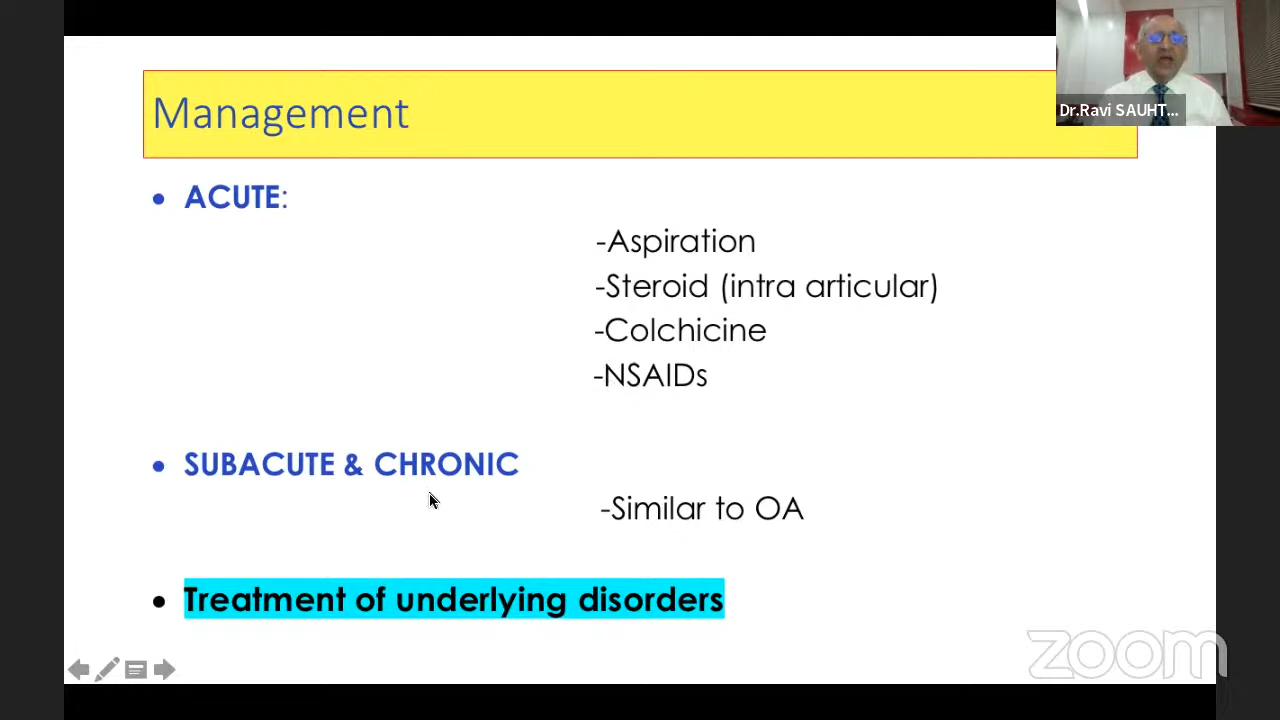 Management
Dr.Ravi SAUHT...
• ACUTE:
-Aspiration
-Steroid (intra articular)
-Colchicine
-NSAIDs
• SUBACUTE & CHRONIC
-Similar to OA
• Treatment of underlying disorders
zoom